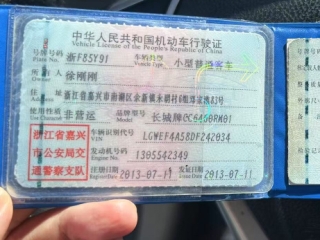 中华人民共和国机动车行驶证
Vehicle License of the People's Republic of China
号牌号码 浙F85Y91 车辆类型 小型普通客车
Plate No. Vehicle Type
所有人 徐刚刚
Owner
住址
Address
使用性质 非营运 品牌型号 长城牌CC6460RM01
Use Character Model
浙江省嘉兴
市公安局交
通警察支队
车辆识别代号 LGWEF4A58DF242034
VIN
发动机号码 1305542349
Engine No.
注册日期 2013-07-11 发证日期 2013-07-11
Register Date Issue Date